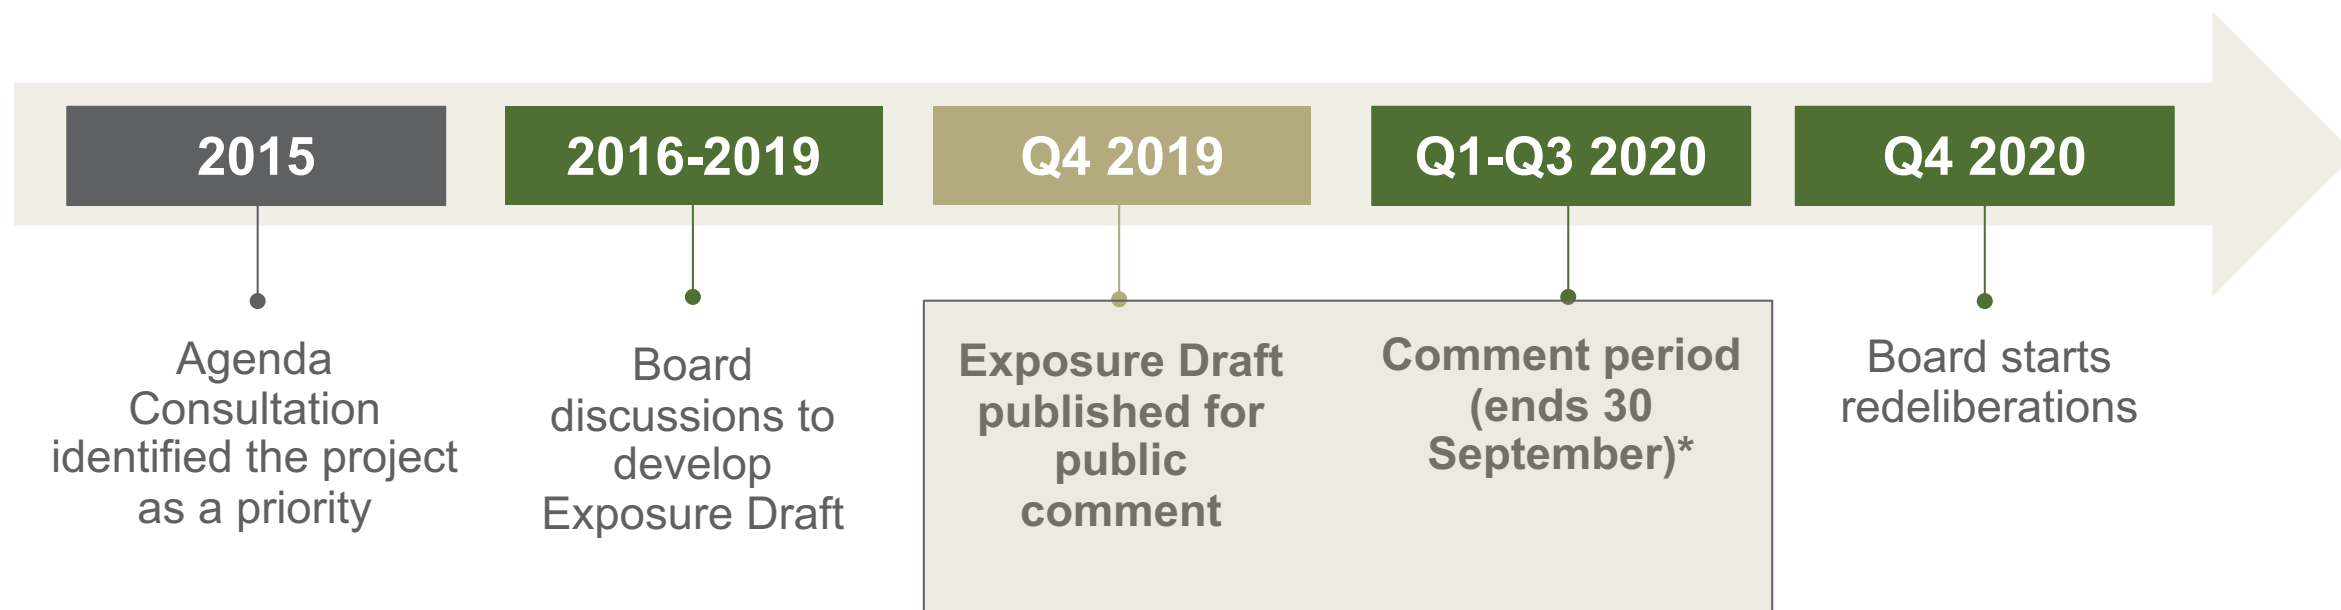 2015
Agenda
Consultation
identified the project
as a priority
2016-2019
Board
discussions to
develop
Exposure Draft
Q4 2019
Exposure Draft
published for
public
comment
Q1-Q3 2020
Comment period
(ends 30
September)*
Q4 2020
Board starts
redeliberations